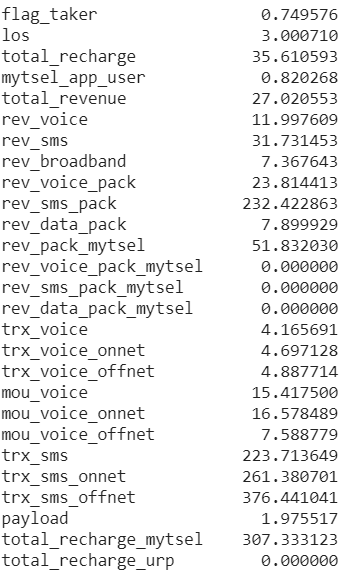 flag_taker 0.749576
los 3.000710
total_recharge 35.610593
mytsel_app_user 0.820268
total_revenue 27.020553
rev_voice 11.997609
rev_sms 31.731453
rev_broadband 7.367643
rev_voice_pack 23.814413
rev_sms_pack 232.422863
rev_data_pack 7.899929
rev_pack_mytsel 51.832030
rev_voice_pack_mytsel 0.000000
rev_sms_pack_mytsel 0.000000
rev_data_pack_mytsel 0.000000
trx_voice 4.165691
trx_voice_onnet 4.697128
trx_voice_offnet 4.887714
mou_voice 15.417500
mou_voice_onnet 16.578489
mou_voice_offnet 7.588779
trx_sms 223.713649
trx_sms_onnet 261.380701
trx_sms_offnet 376.441041
payload 1.975517
total_recharge_mytsel 307.333123
total_recharge_urp 0.000000